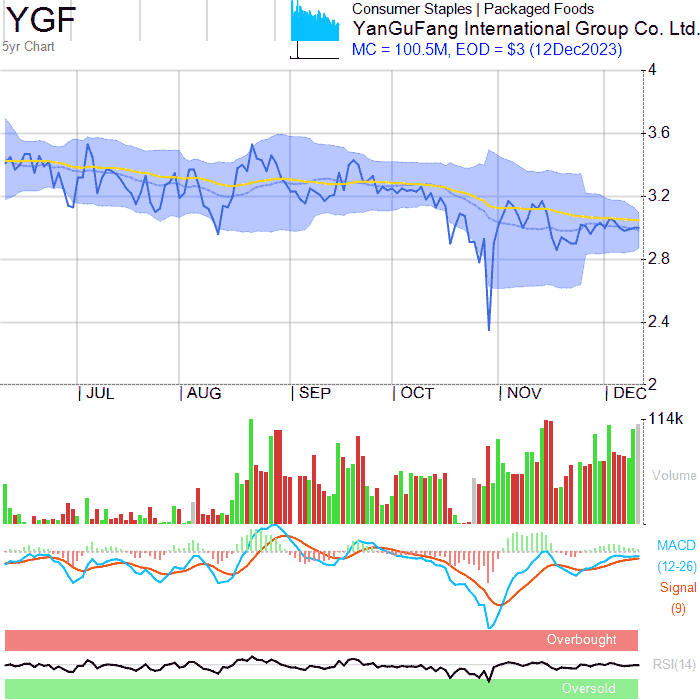 YGF
5yr Chart
Consumer Staples | Packaged Foods
YanGuFang International Group Co. Ltd.
MC = 100.5M, EOD = $3 (12Dec2023)
4
3.6
3.2
2.8
2.4
2
| JUL | AUG | SEP | OCT | NOV | DEC
114k
Volume
MACD
(12-26)
Signal
(9)
Overbought
RSI(14)
Oversold